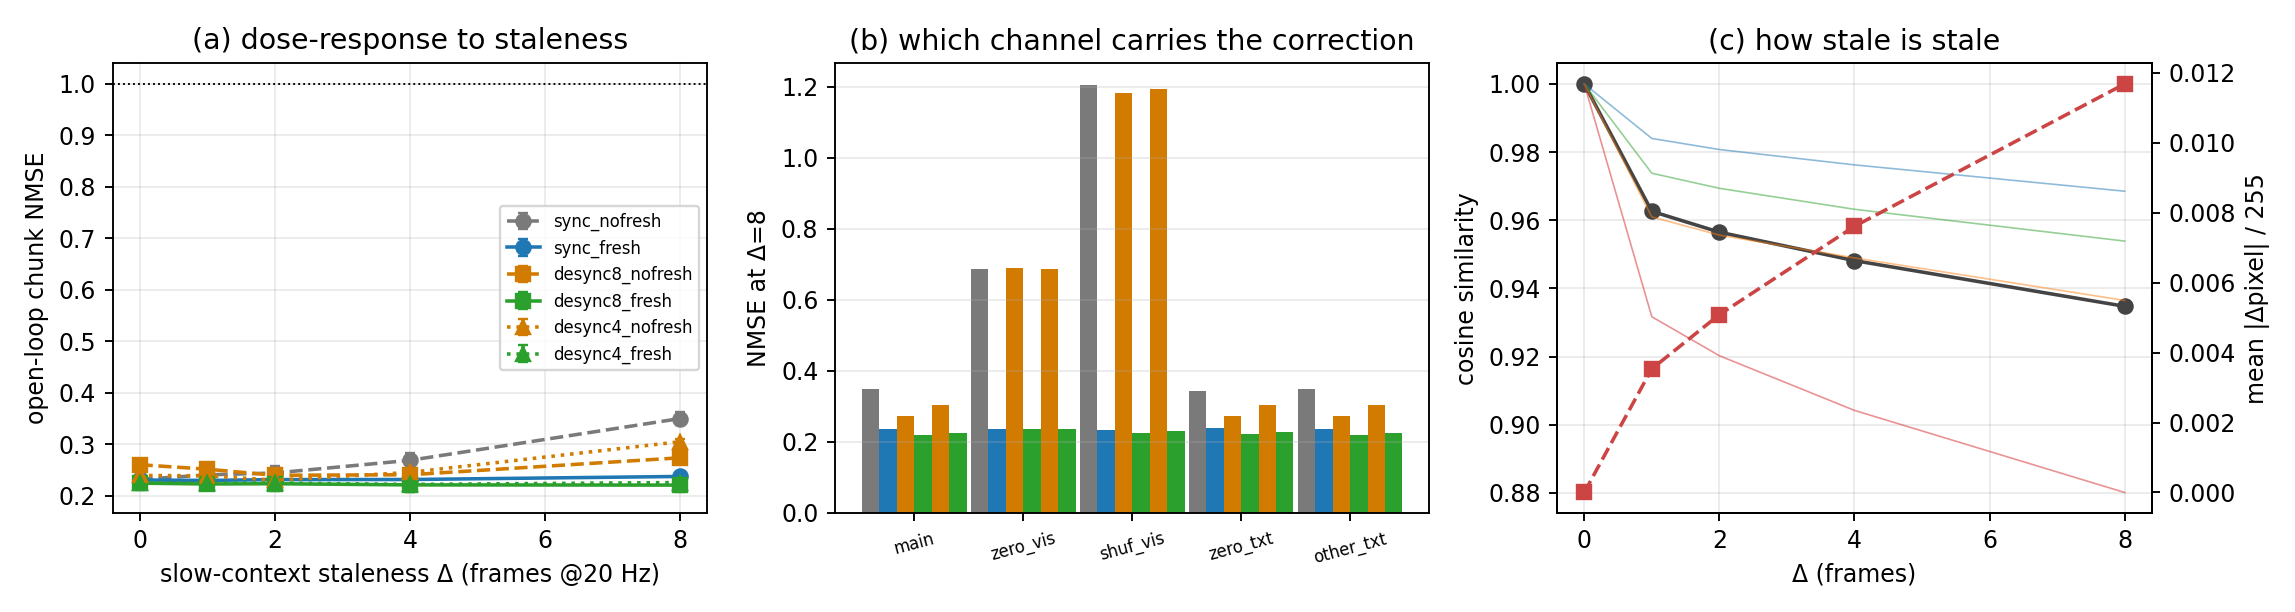 (a) dose-response to staleness
open-loop chunk NMSE
1.0
0.9
0.8
0.7
0.6
0.5
0.4
0.3
0.2
sync_nofresh
sync_fresh
desync8_nofresh
desync8_fresh
desync4_nofresh
desync4_fresh
0 2 4 6 8
slow-context staleness Δ (frames @20 Hz)
(b) which channel carries the correction
NMSE at Δ=8
1.2
1.0
0.8
0.6
0.4
0.2
0.0
main zero_vis shuf_vis zero_txt other_txt
(c) how stale is stale
cosine similarity
1.00
0.98
0.96
0.94
0.92
0.90
0.88
0 2 4 6 8
Δ (frames)
0.012
0.010
0.008
0.006
0.004
0.002
0.000
mean |Δpixel| / 255